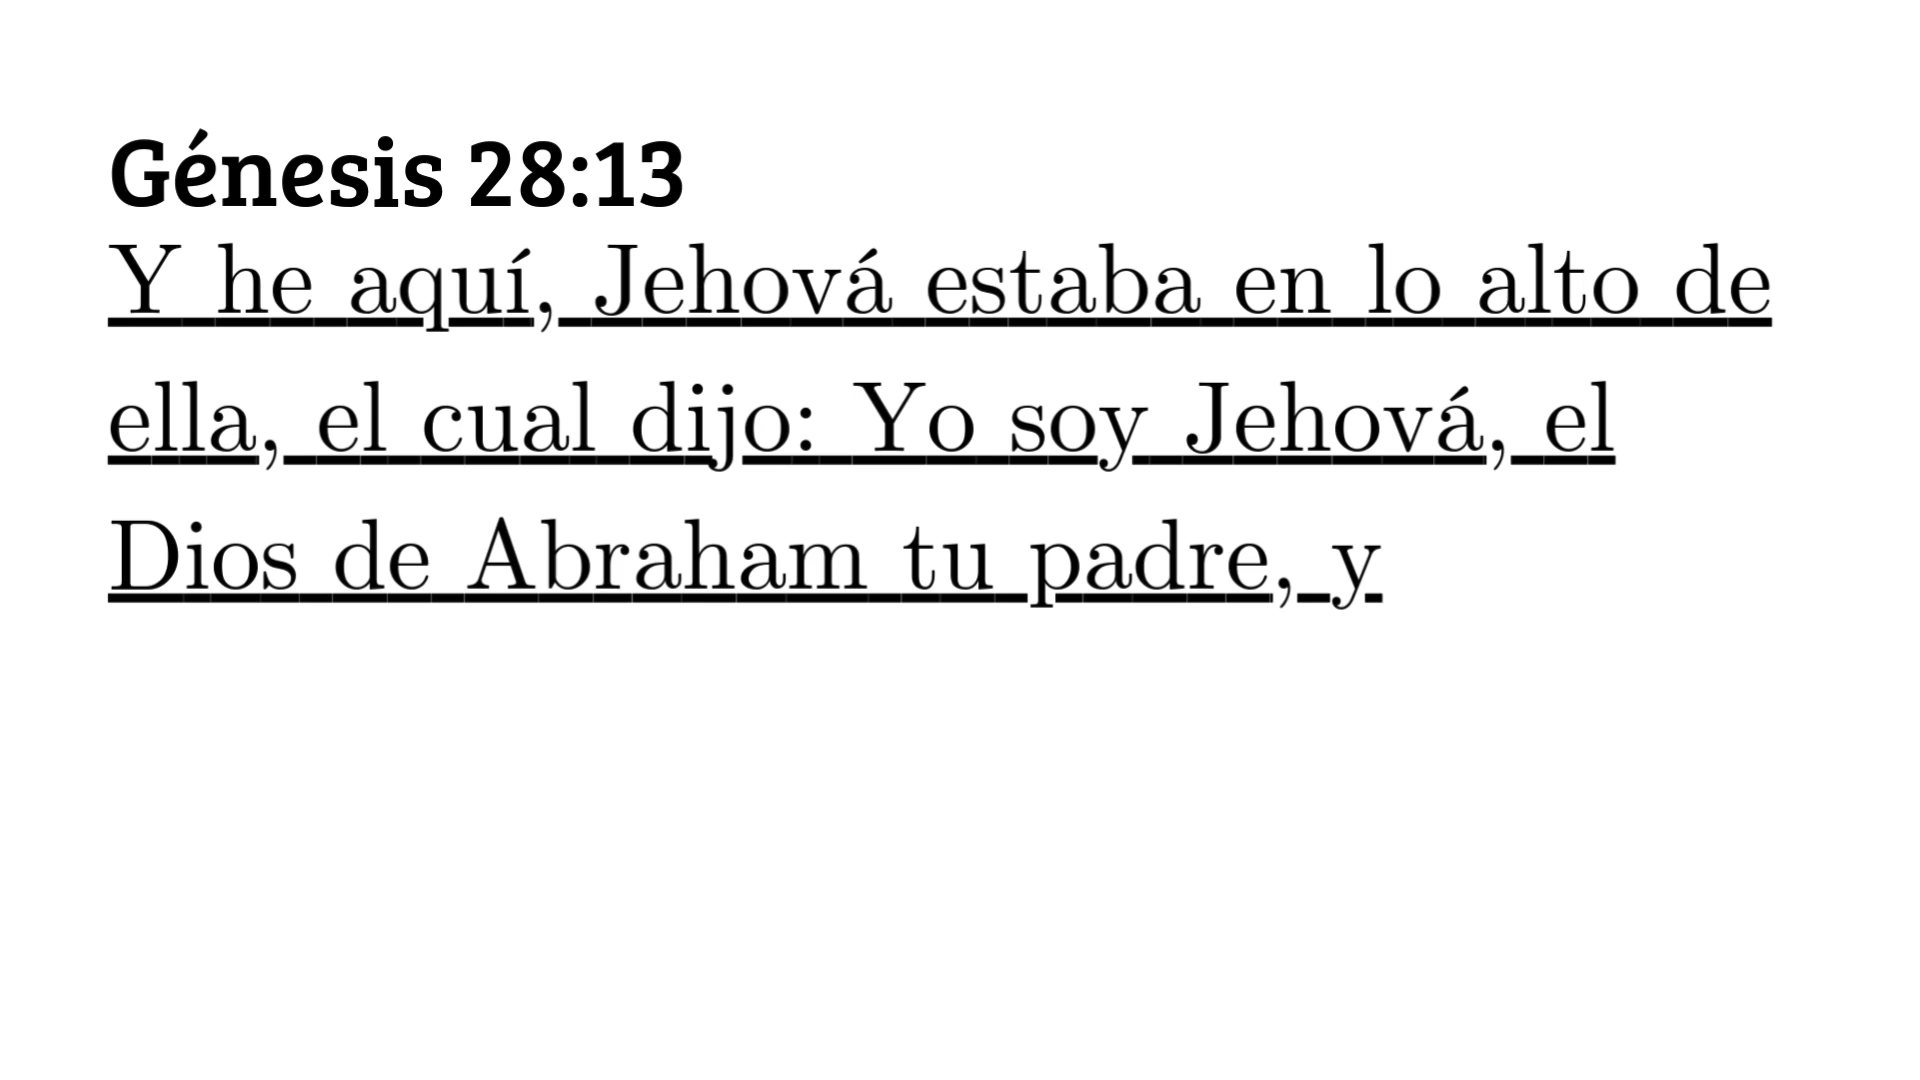 Génesis 28:13
Y he aquí, Jehová estaba en lo alto de
ella, el cual dijo: Yo soy Jehová, el
Dios de Abraham tu padre, y